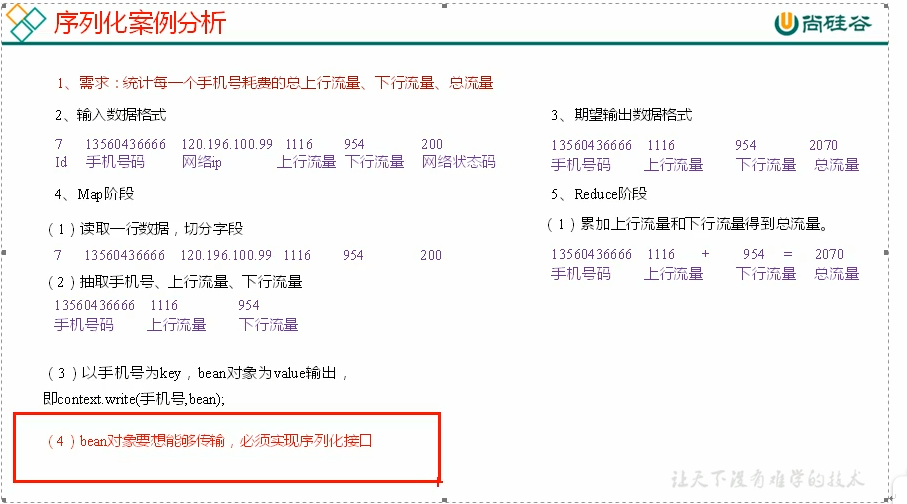 序列化案例分析
尚硅谷
1、需求：统计每一个手机号耗费的总上行流量、下行流量、总流量
2、输入数据格式
7 13560436666 120.196.100.99 1116 954 200
Id 手机号码 网络ip 上行流量 下行流量 网络状态码
3、期望输出数据格式
13560436666 1116 954 2070
手机号码 上行流量 下行流量 总流量
4、Map阶段
（1）读取一行数据，切分字段
7 13560436666 120.196.100.99 1116 954 200
（2）抽取手机号、上行流量、下行流量
13560436666 1116 954
手机号码 上行流量 下行流量
（3）以手机号为key，bean对象为value输出，
即context.write(手机号,bean);
（4）bean对象要想能够传输，必须实现序列化接口
5、Reduce阶段
（1）累加上行流量和下行流量得到总流量。
13560436666 1116 + 954 = 2070
手机号码 上行流量 下行流量 总流量
让天下没有难学的技术